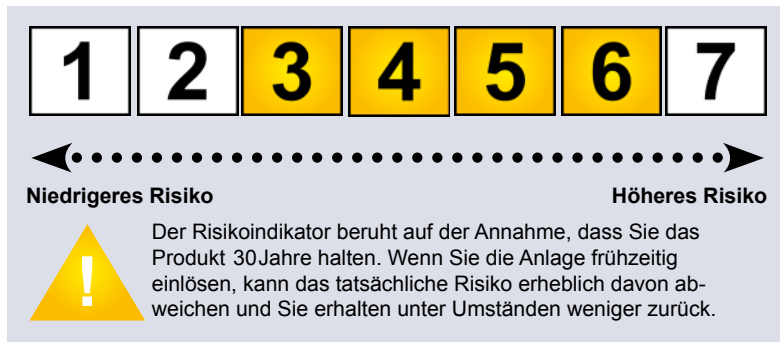 1 2 3 4 5 6 7
Niedrigeres Risiko Höheres Risiko
!
Der Risikoindikator beruht auf der Annahme, dass Sie das
Produkt 30Jahre halten. Wenn Sie die Anlage frühzeitig
einlösen, kann das tatsächliche Risiko erheblich davon ab-
weichen und Sie erhalten unter Umständen weniger zurück.